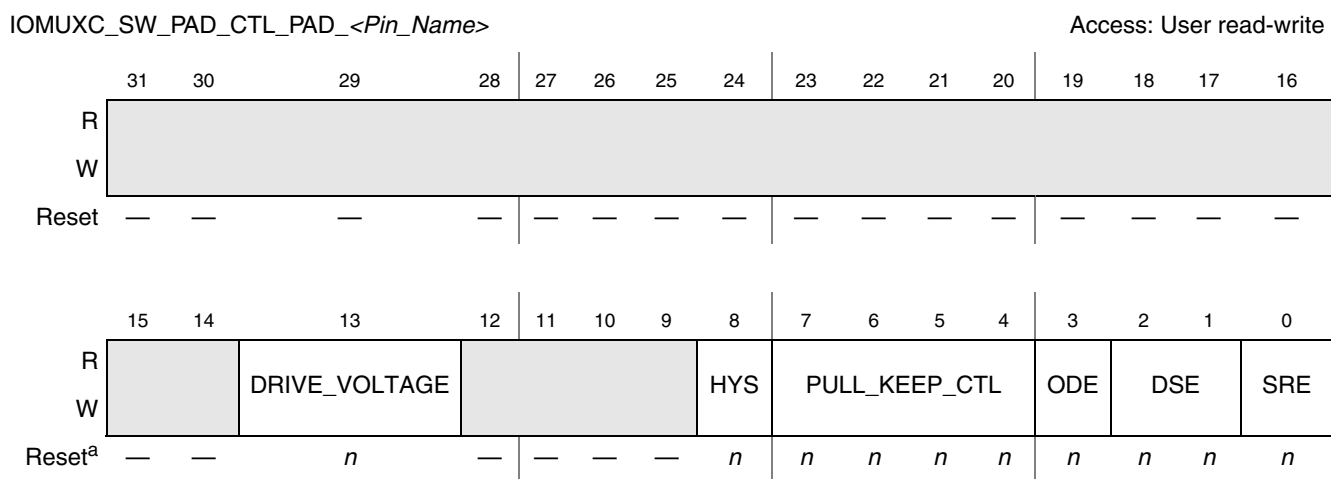 IOMUXC_SW_PAD_CTL_PAD_<Pin_Name> Access: User read-write
31 30 29 28 27 26 25 24 23 22 21 20 19 18 17 16
R
W
Reset — — — — — — — — — — — — — — — —
15 14 13 12 11 10 9 8 7 6 5 4 3 2 1 0
R
DRIVE_VOLTAGE HYS PULL_KEEP_CTL ODE DSE SRE
W
Reseta — — n — — — — n n n n n n n n n